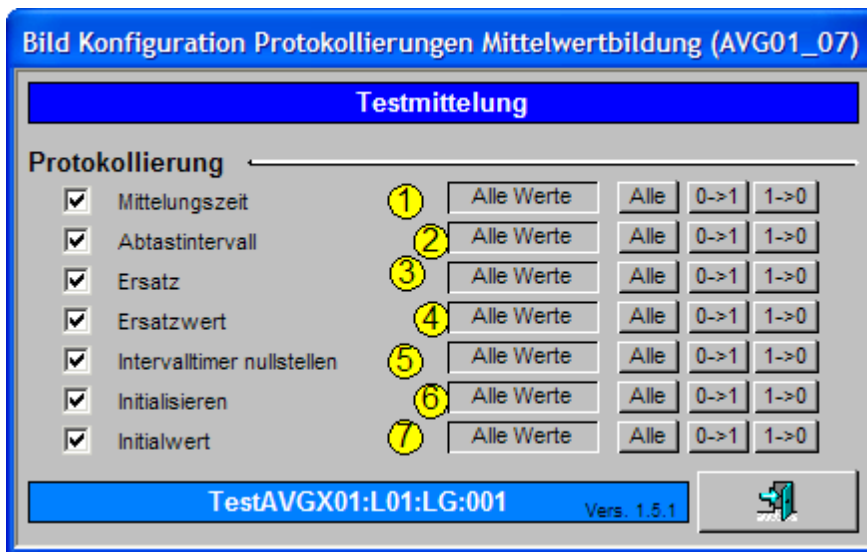 Bild Konfiguration Protokollierungen Mittelwertbildung (AVG01_07)
Testmittelung
Protokollierung
Mittelungszeit 1 Alle Werte Alle 0->1 1->0
Abtastintervall 2 Alle Werte Alle 0->1 1->0
Ersatz 3 Alle Werte Alle 0->1 1->0
Ersatzwert 4 Alle Werte Alle 0->1 1->0
Intervalltimer nullstellen 5 Alle Werte Alle 0->1 1->0
Initialisieren 6 Alle Werte Alle 0->1 1->0
Initialwert 7 Alle Werte Alle 0->1 1->0
TestAVGX01:L01:LG:001 Vers. 1.5.1